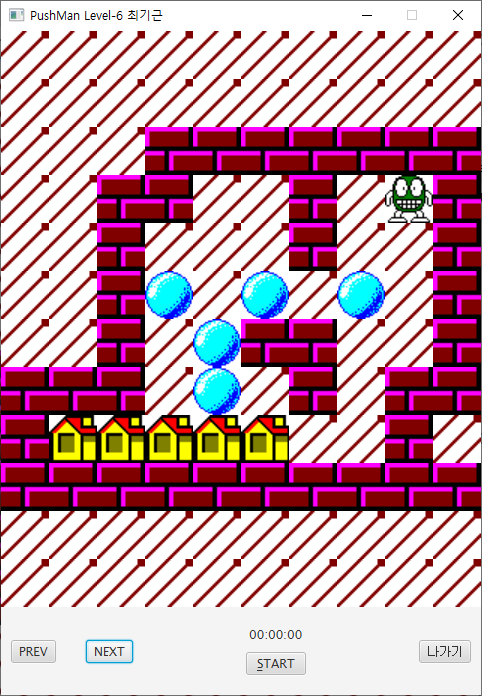 PushMan Level-6 최기근
00:00:00
PREV
NEXT
START
나가기